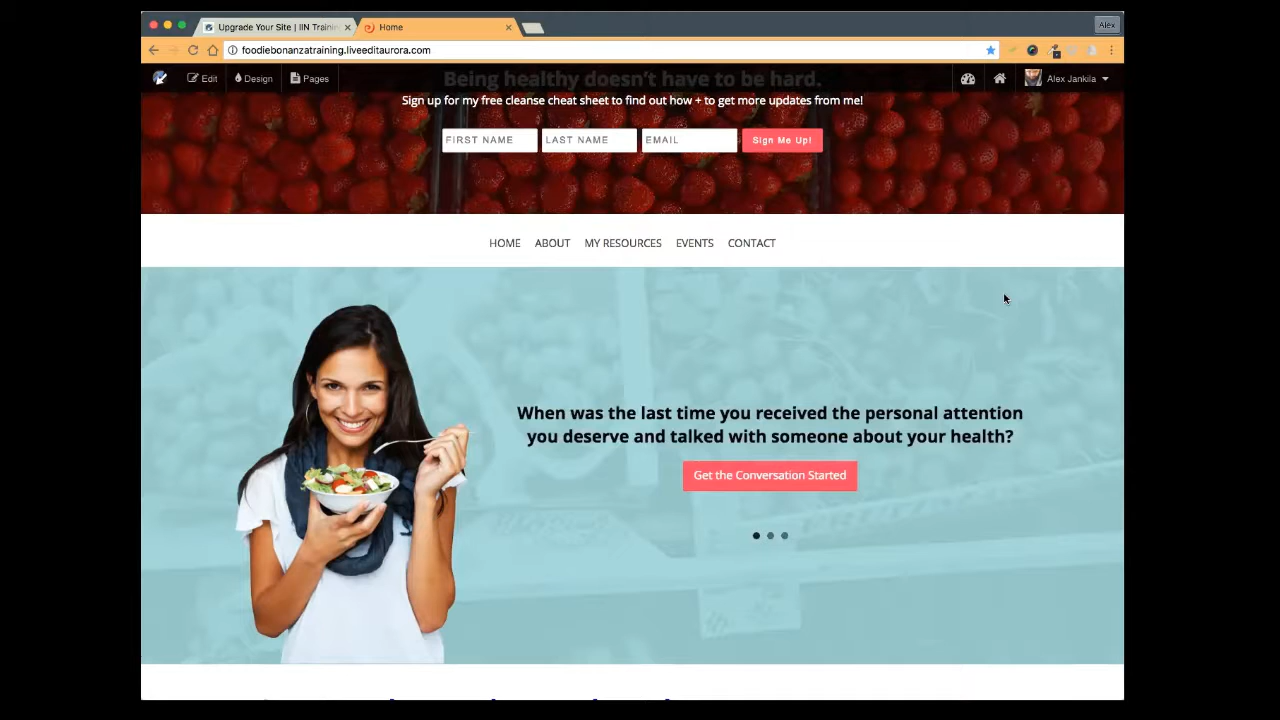 Upgrade Your Site | IIN Trainin
Home
Alex
foodiebonanzatraining.liveeditaurora.com
Edit
Design
Pages
Alex Jankila
Being healthy doesn't have to be hard.
Sign up for my free cleanse cheat sheet to find out how + to get more updates from me!
FIRST NAME
LAST NAME
EMAIL
Sign Me Up!
HOME
ABOUT
MY RESOURCES
EVENTS
CONTACT
When was the last time you received the personal attention
you deserve and talked with someone about your health?
Get the Conversation Started